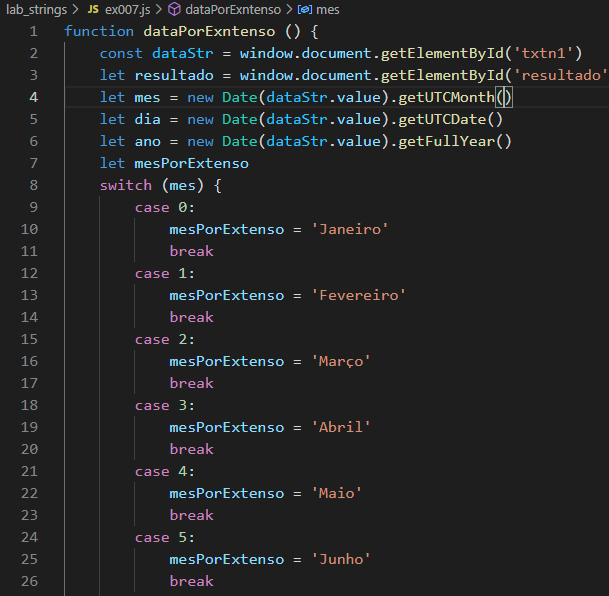 lab_strings > JS ex007.js > dataPorExntenso > mes
1 function dataPorExntenso () {
2 const dataStr = window.document.getElementById('txtn1')
3 let resultado = window.document.getElementById('resultado'
4 let mes = new Date(dataStr.value).getUTCMonth()
5 let dia = new Date(dataStr.value).getUTCDate()
6 let ano = new Date(dataStr.value).getFullYear()
7 let mesPorExtenso
8 switch (mes) {
9 case 0:
10 mesPorExtenso = 'Janeiro'
11 break
12 case 1:
13 mesPorExtenso = 'Fevereiro'
14 break
15 case 2:
16 mesPorExtenso = 'Março'
17 break
18 case 3:
19 mesPorExtenso = 'Abril'
20 break
21 case 4:
22 mesPorExtenso = 'Maio'
23 break
24 case 5:
25 mesPorExtenso = 'Junho'
26 break